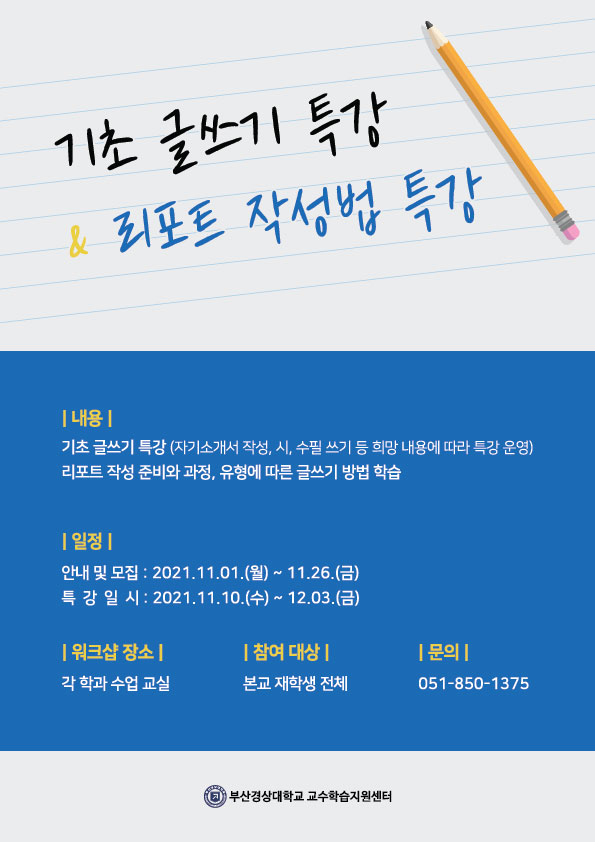 기초 글쓰기 특강
& 리포트 작성법 특강
| 내용 |
기초 글쓰기 특강 (자기소개서 작성, 시, 수필 쓰기 등 희망 내용에 따라 특강 운영)
리포트 작성 준비와 과정, 유형에 따른 글쓰기 방법 학습
| 일정 |
안내 및 모집 : 2021.11.01.(월) ~ 11.26.(금)
특 강 일 시 : 2021.11.10.(수) ~ 12.03.(금)
| 워크샵 장소 | | 참여 대상 | | 문의 |
각 학과 수업 교실 본교 재학생 전체 051-850-1375
부산경상대학교 교수학습지원센터